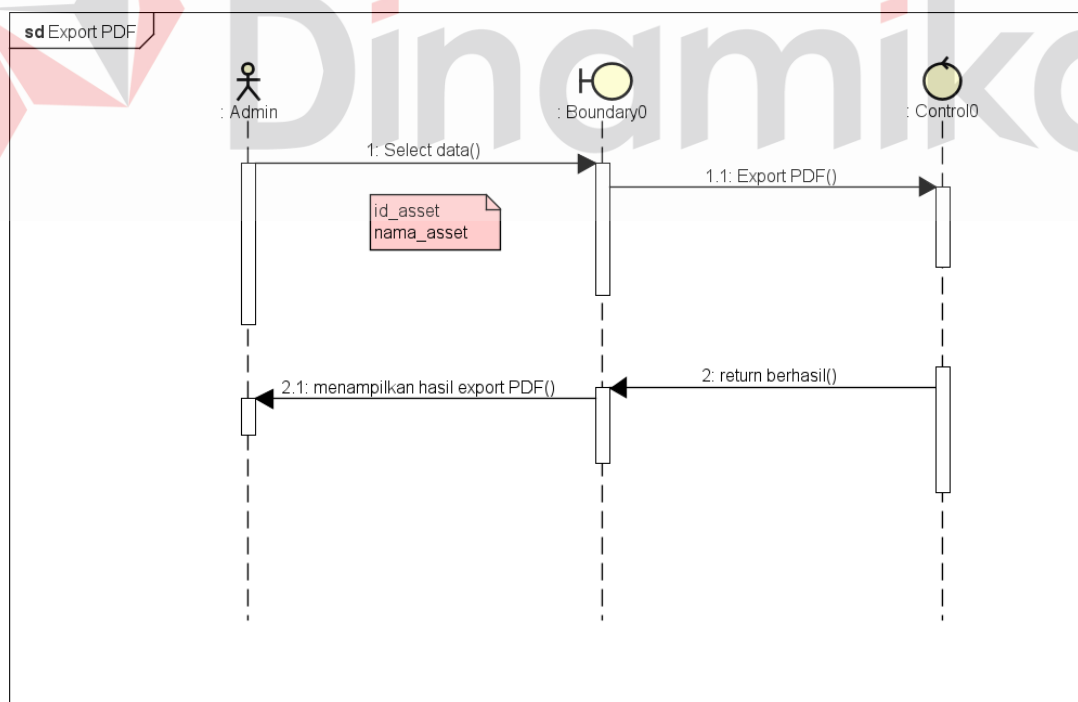 Dinamika
sd Export PDF
: Admin
: Boundary0
: Control0
1: Select data()
1.1: Export PDF()
id_asset
nama_asset
2: return berhasil()
2.1: menampilkan hasil export PDF()